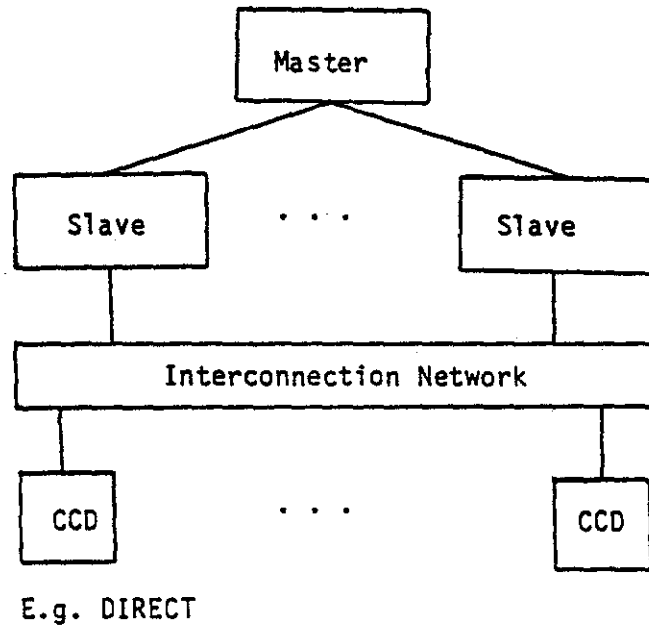 Master
Slave . . . Slave
Interconnection Network
CCD . . . CCD
E.g. DIRECT